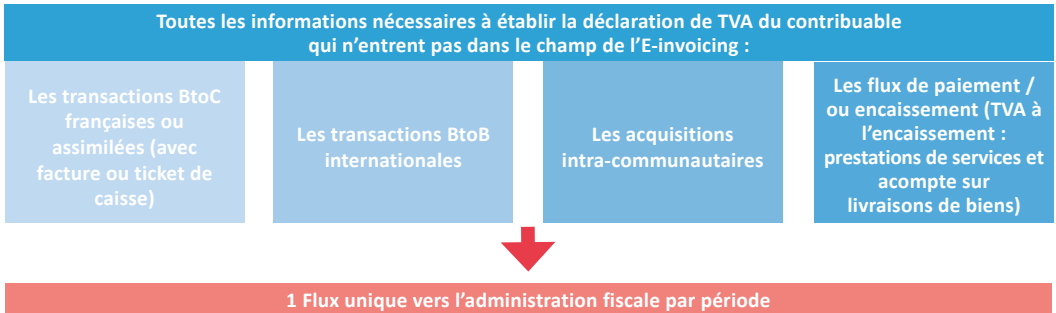 Toutes les informations nécessaires à établir la déclaration de TVA du contribuable
qui n'entrent pas dans le champ de l'E-invoicing :
Les transactions BtoC
françaises ou
assimilées (avec
facture ou ticket de
caisse)
Les transactions BtoB
internationales
Les acquisitions
intra-communautaires
Les flux de paiement /
ou encaissement (TVA à
l'encaissement :
prestations de services et
acompte sur
livraisons de biens)
1 Flux unique vers l'administration fiscale par période